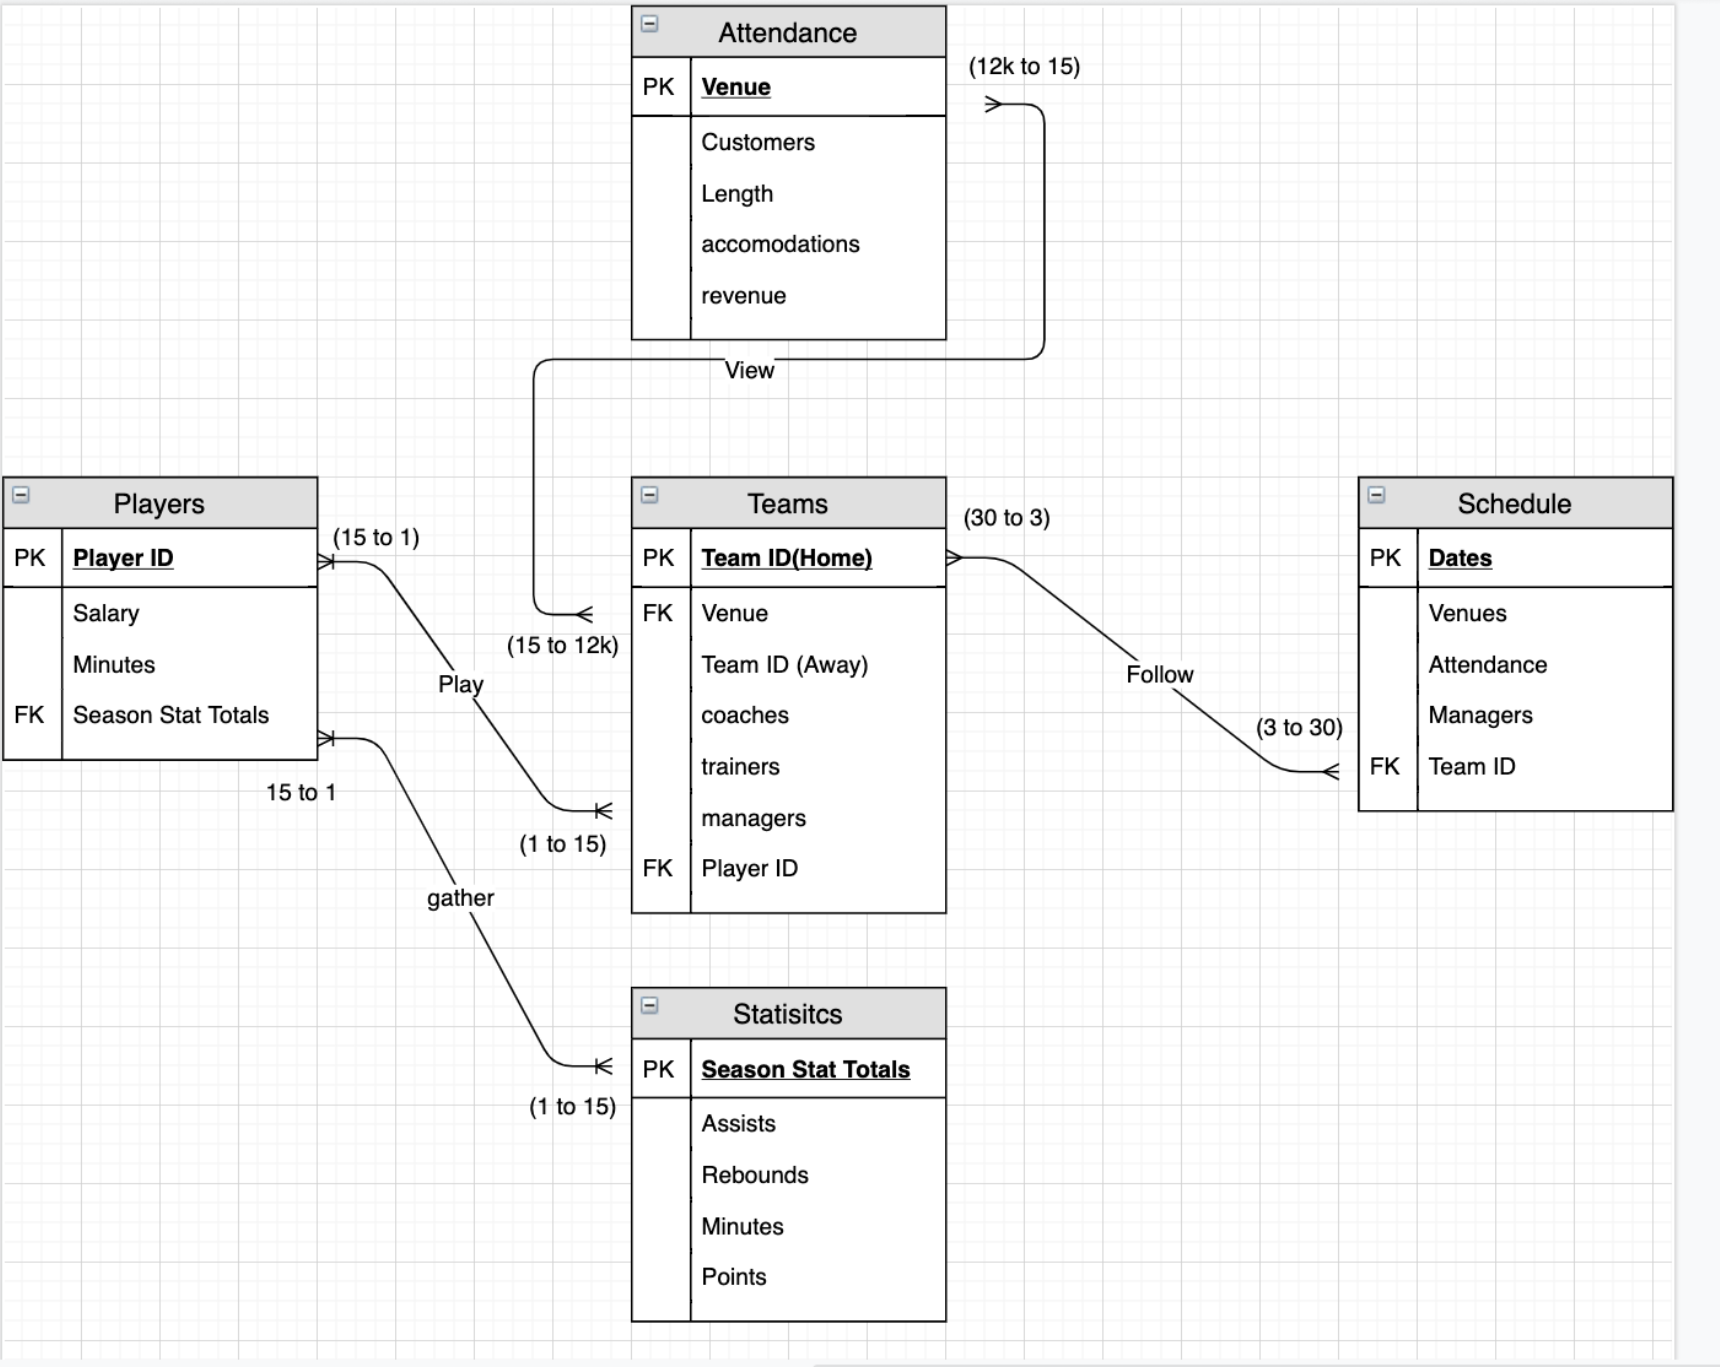 Attendance
PK Venue
Customers
Length
accomodations
revenue
(12k to 15)
View
Players
PK Player ID
Salary
Minutes
FK Season Stat Totals
(15 to 1)
Play
(1 to 15)
15 to 1
gather
(1 to 15)
(15 to 12k)
Teams
PK Team ID(Home)
FK Venue
Team ID (Away)
coaches
trainers
managers
FK Player ID
(30 to 3)
Follow
(3 to 30)
Schedule
PK Dates
Venues
Attendance
Managers
FK Team ID
Statisitcs
PK Season Stat Totals
Assists
Rebounds
Minutes
Points